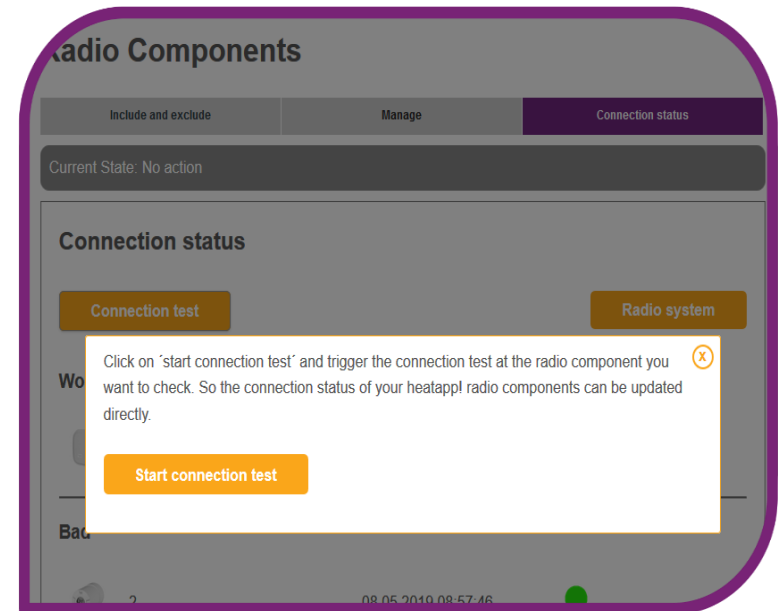 Radio Components
Include and exclude
Manage
Connection status
Current State: No action
Connection status
Connection test
Radio system
Click on ´start connection test´ and trigger the connection test at the radio component you
want to check. So the connection status of your heatapp! radio components can be updated
directly.
X
Wo
Start connection test
Bad
2
08.05.2019 08:57:46